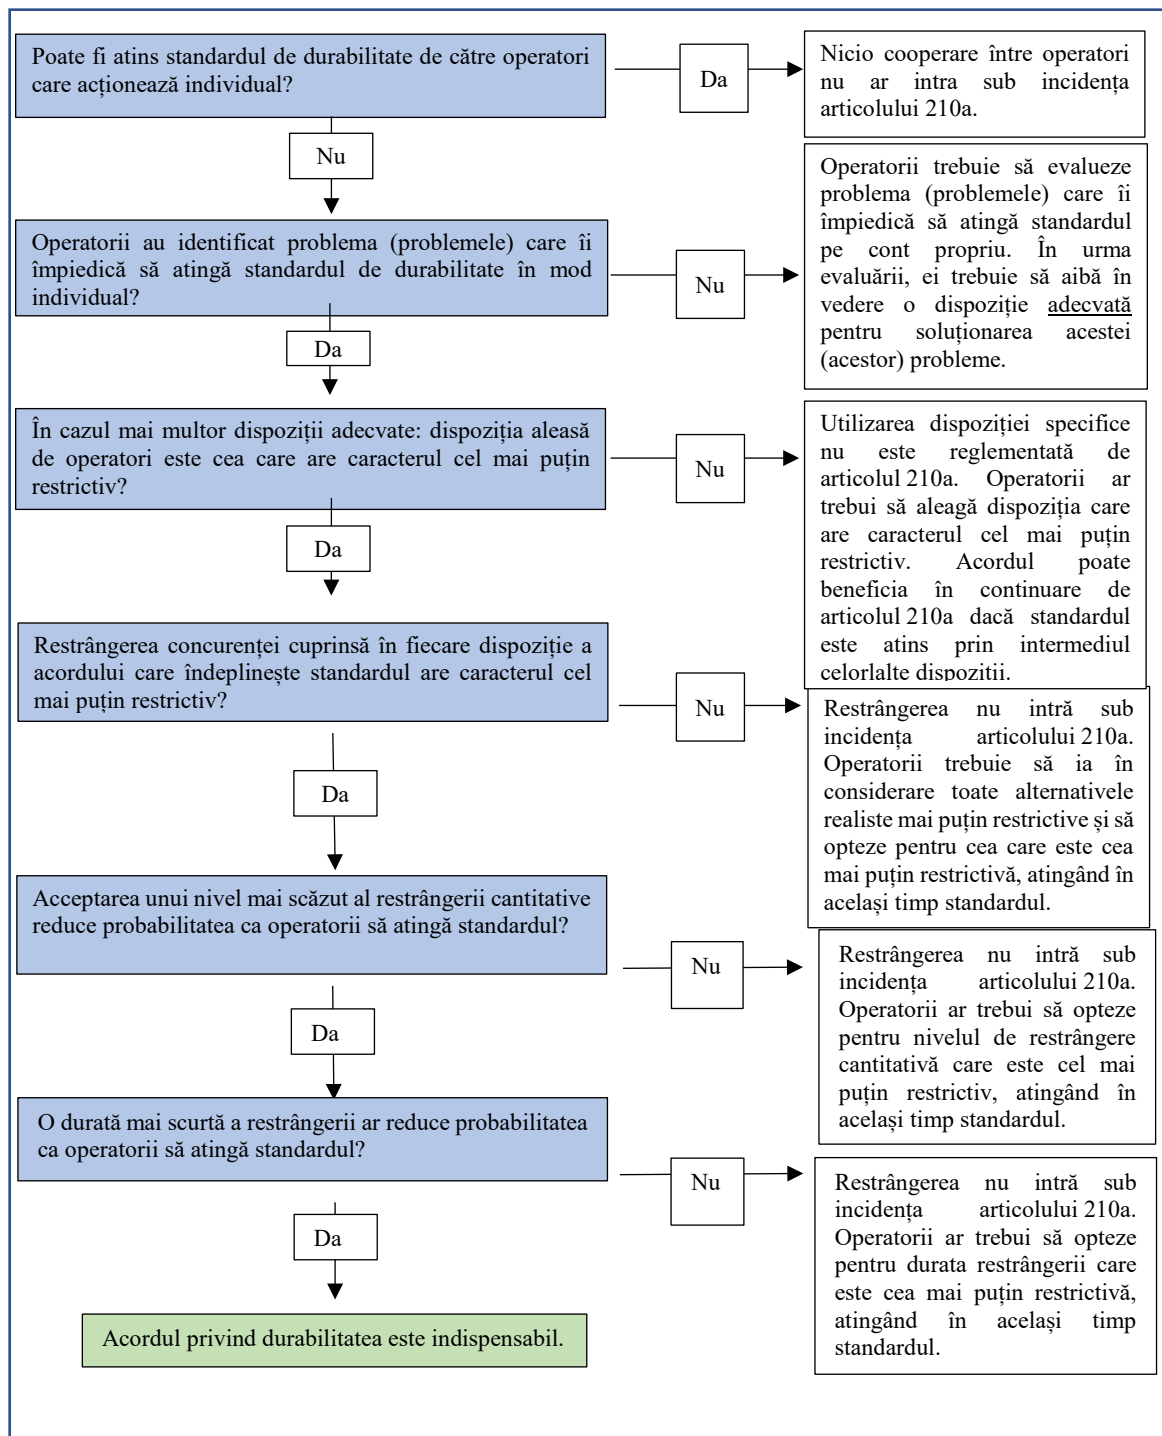 Poate fi atins standardul de durabilitate de către operatori
care acționează individual?
Da
Nicio cooperare între operatori
nu ar intra sub incidența
articolului 210a.
Nu
Operatorii au identificat problema (problemele) care îi
împiedică să atingă standardul de durabilitate în mod
individual?
Nu
Operatorii trebuie să evalueze
problema (problemele) care îi
împiedică să atingă standardul
pe cont propriu. În urma
evaluării, ei trebuie să aibă în
vedere o dispoziție adecvată
pentru soluționarea acestei
(acestor) probleme.
Da
În cazul mai multor dispoziții adecvate: dispoziția aleasă
de operatori este cea care are caracterul cel mai puțin
restrictiv?
Nu
Utilizarea dispoziției specifice
nu este reglementată de
articolul 210a. Operatorii ar
trebui să aleagă dispoziția care
are caracterul cel mai puțin
restrictiv. Acordul poate
beneficia în continuare de
articolul 210a dacă standardul
este atins prin intermediul
celorlalte dispoziții.
Da
Restrângerea concurenței cuprinsă în fiecare dispoziție a
acordului care îndeplinește standardul are caracterul cel
mai puțin restrictiv?
Nu
Restrângerea nu intră sub
incidența articolului 210a.
Operatorii trebuie să ia în
considerare toate alternativele
realiste mai puțin restrictive și să
opteze pentru cea care este cea
mai puțin restrictivă, atingând în
același timp standardul.
Da
Acceptarea unui nivel mai scăzut al restrângerii cantitative
reduce probabilitatea ca operatorii să atingă standardul?
Nu
Restrângerea nu intră sub
incidența articolului 210a.
Operatorii ar trebui să opteze
pentru nivelul de restrângere
cantitativă care este cel mai
puțin restrictiv, atingând în
același timp standardul.
Da
O durată mai scurtă a restrângerii ar reduce probabilitatea
ca operatorii să atingă standardul?
Nu
Restrângerea nu intră sub
incidența articolului 210a.
Operatorii ar trebui să opteze
pentru durata restrângerii care
este cea mai puțin restrictivă,
atingând în același timp
standardul.
Da
Acordul privind durabilitatea este indispensabil.